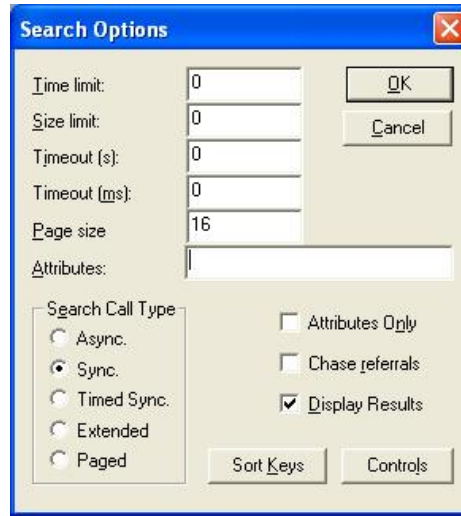 Search Options
Time limit: 0 OK
Size limit: 0 Cancel
Timeout (s): 0
Timeout (ms): 0
Page size 16
Attributes:
Search Call Type
Async. Attributes Only
Sync. Chase referrals
Timed Sync. Display Results
Extended
Paged Sort Keys Controls